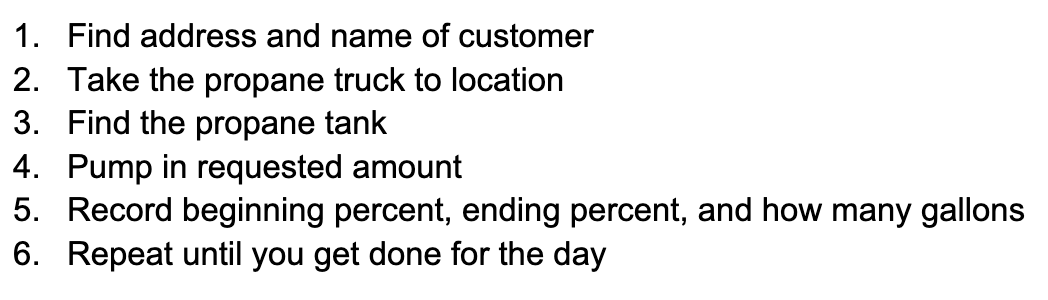 1. Find address and name of customer
2. Take the propane truck to location
3. Find the propane tank
4. Pump in requested amount
5. Record beginning percent, ending percent, and how many gallons
6. Repeat until you get done for the day